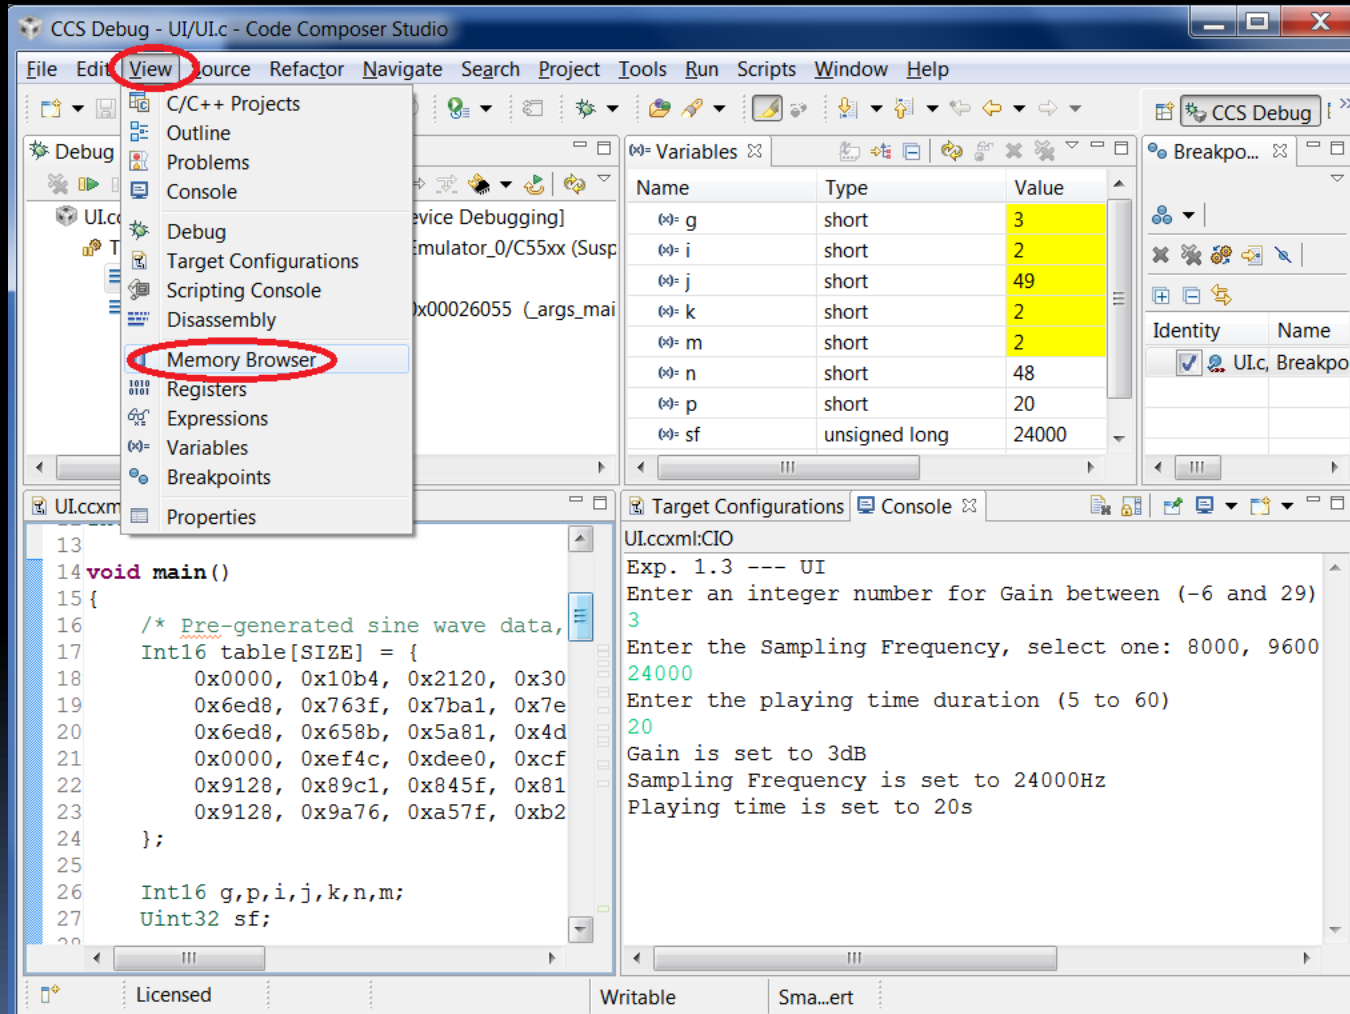 CCS Debug - UI/UI.c - Code Composer Studio
File Edit View ource Refactor Navigate Search Project Tools Run Scripts Window Help
CCS Debug
C/C++ Projects
Outline
Problems
Console
Debug
Target Configurations
Scripting Console
Disassembly
Memory Browser
Registers
Expressions
Variables
Breakpoints
Properties
Debug
UI.cc evice Debugging]
T Emulator_0/C55xx (Susp
0x00026055 (_args_mai
(x)= Variables
Name Type Value
(x)= g short 3
(x)= i short 2
(x)= j short 49
(x)= k short 2
(x)= m short 2
(x)= n short 48
(x)= p short 20
(x)= sf unsigned long 24000
Breakpo...
Identity Name
UI.c, Breakpo
UI.ccxm
13
14 void main()
15 {
16 /* Pre-generated sine wave data,
17 Int16 table[SIZE] = {
18 0x0000, 0x10b4, 0x2120, 0x30
19 0x6ed8, 0x763f, 0x7ba1, 0x7e
20 0x6ed8, 0x658b, 0x5a81, 0x4d
21 0x0000, 0xef4c, 0xdee0, 0xcf
22 0x9128, 0x89c1, 0x845f, 0x81
23 0x9128, 0x9a76, 0xa57f, 0xb2
24 };
25
26 Int16 g,p,i,j,k,n,m;
27 Uint32 sf;
Target Configurations Console
UI.ccxml:CIO
Exp. 1.3 --- UI
Enter an integer number for Gain between (-6 and 29)
3
Enter the Sampling Frequency, select one: 8000, 9600
24000
Enter the playing time duration (5 to 60)
20
Gain is set to 3dB
Sampling Frequency is set to 24000Hz
Playing time is set to 20s
Licensed
Writable
Sma...ert